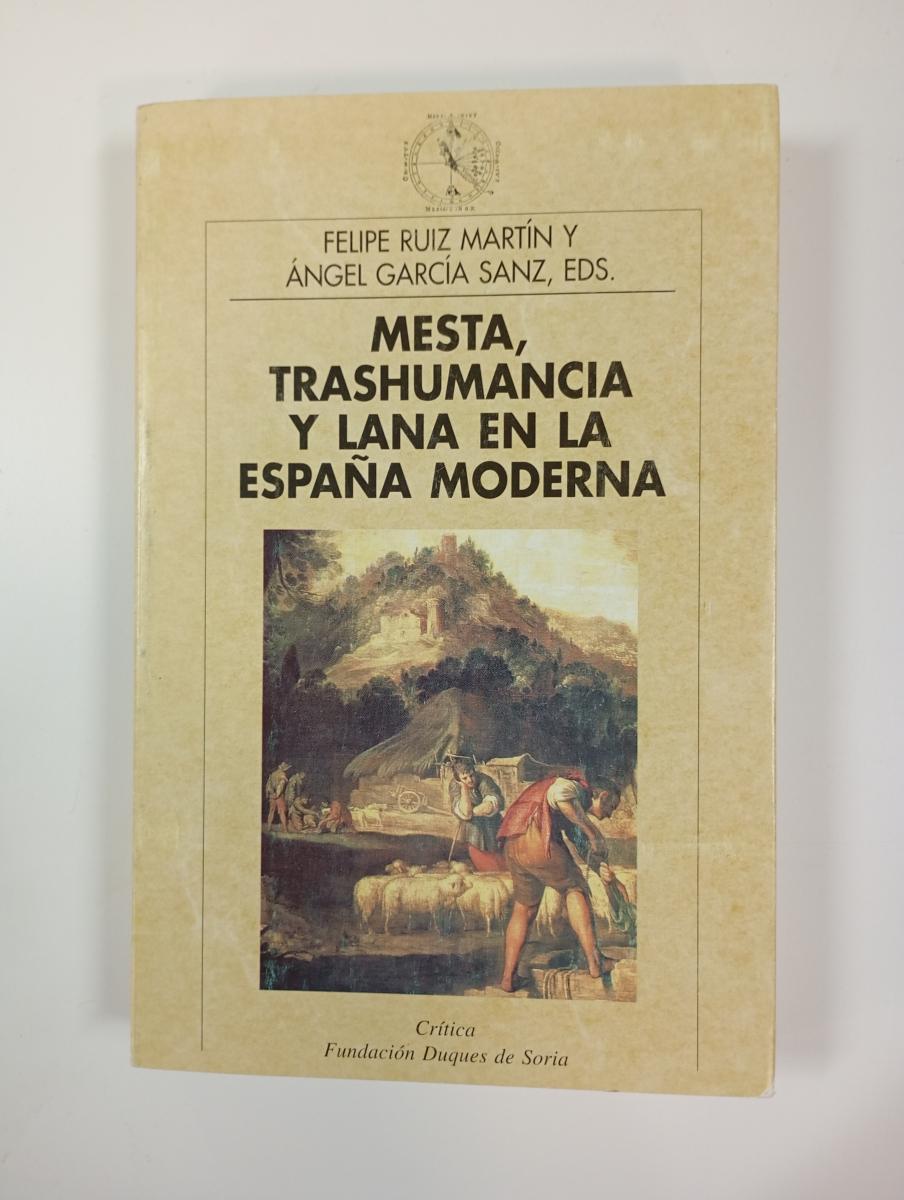 FELIPE RUIZ MARTÍN Y
ÁNGEL GARCÍA SANZ, EDS.
MESTA,
TRASHUMANCIA
Y LANA EN LA
ESPAÑA MODERNA
Crítica
Fundación Duques de Soria